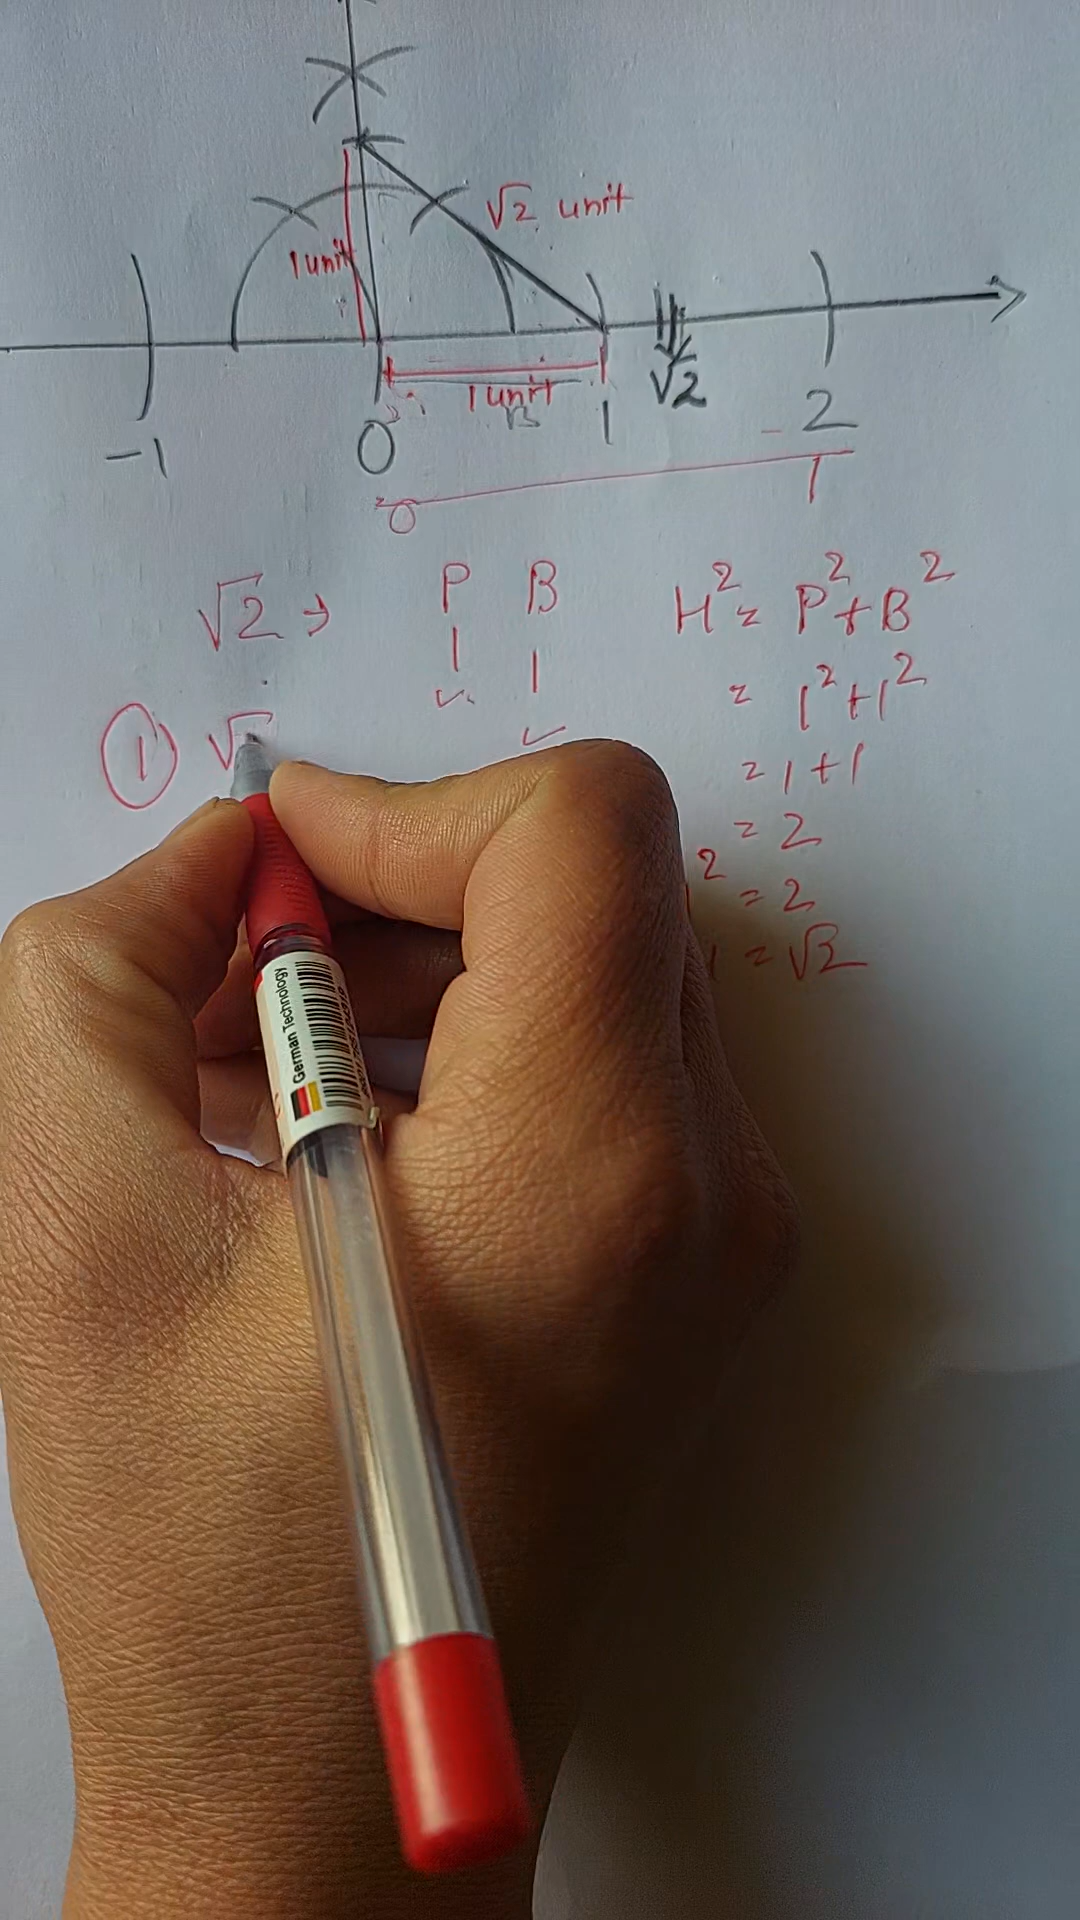 √2 unit
1 unit
1 unit
√2
-1 0 1 2
0 1
√2 → P B H² = P² + B²
1 1 = 1² + 1²
① √
= 1 + 1
= 2
² = 2
= √2
German Technology